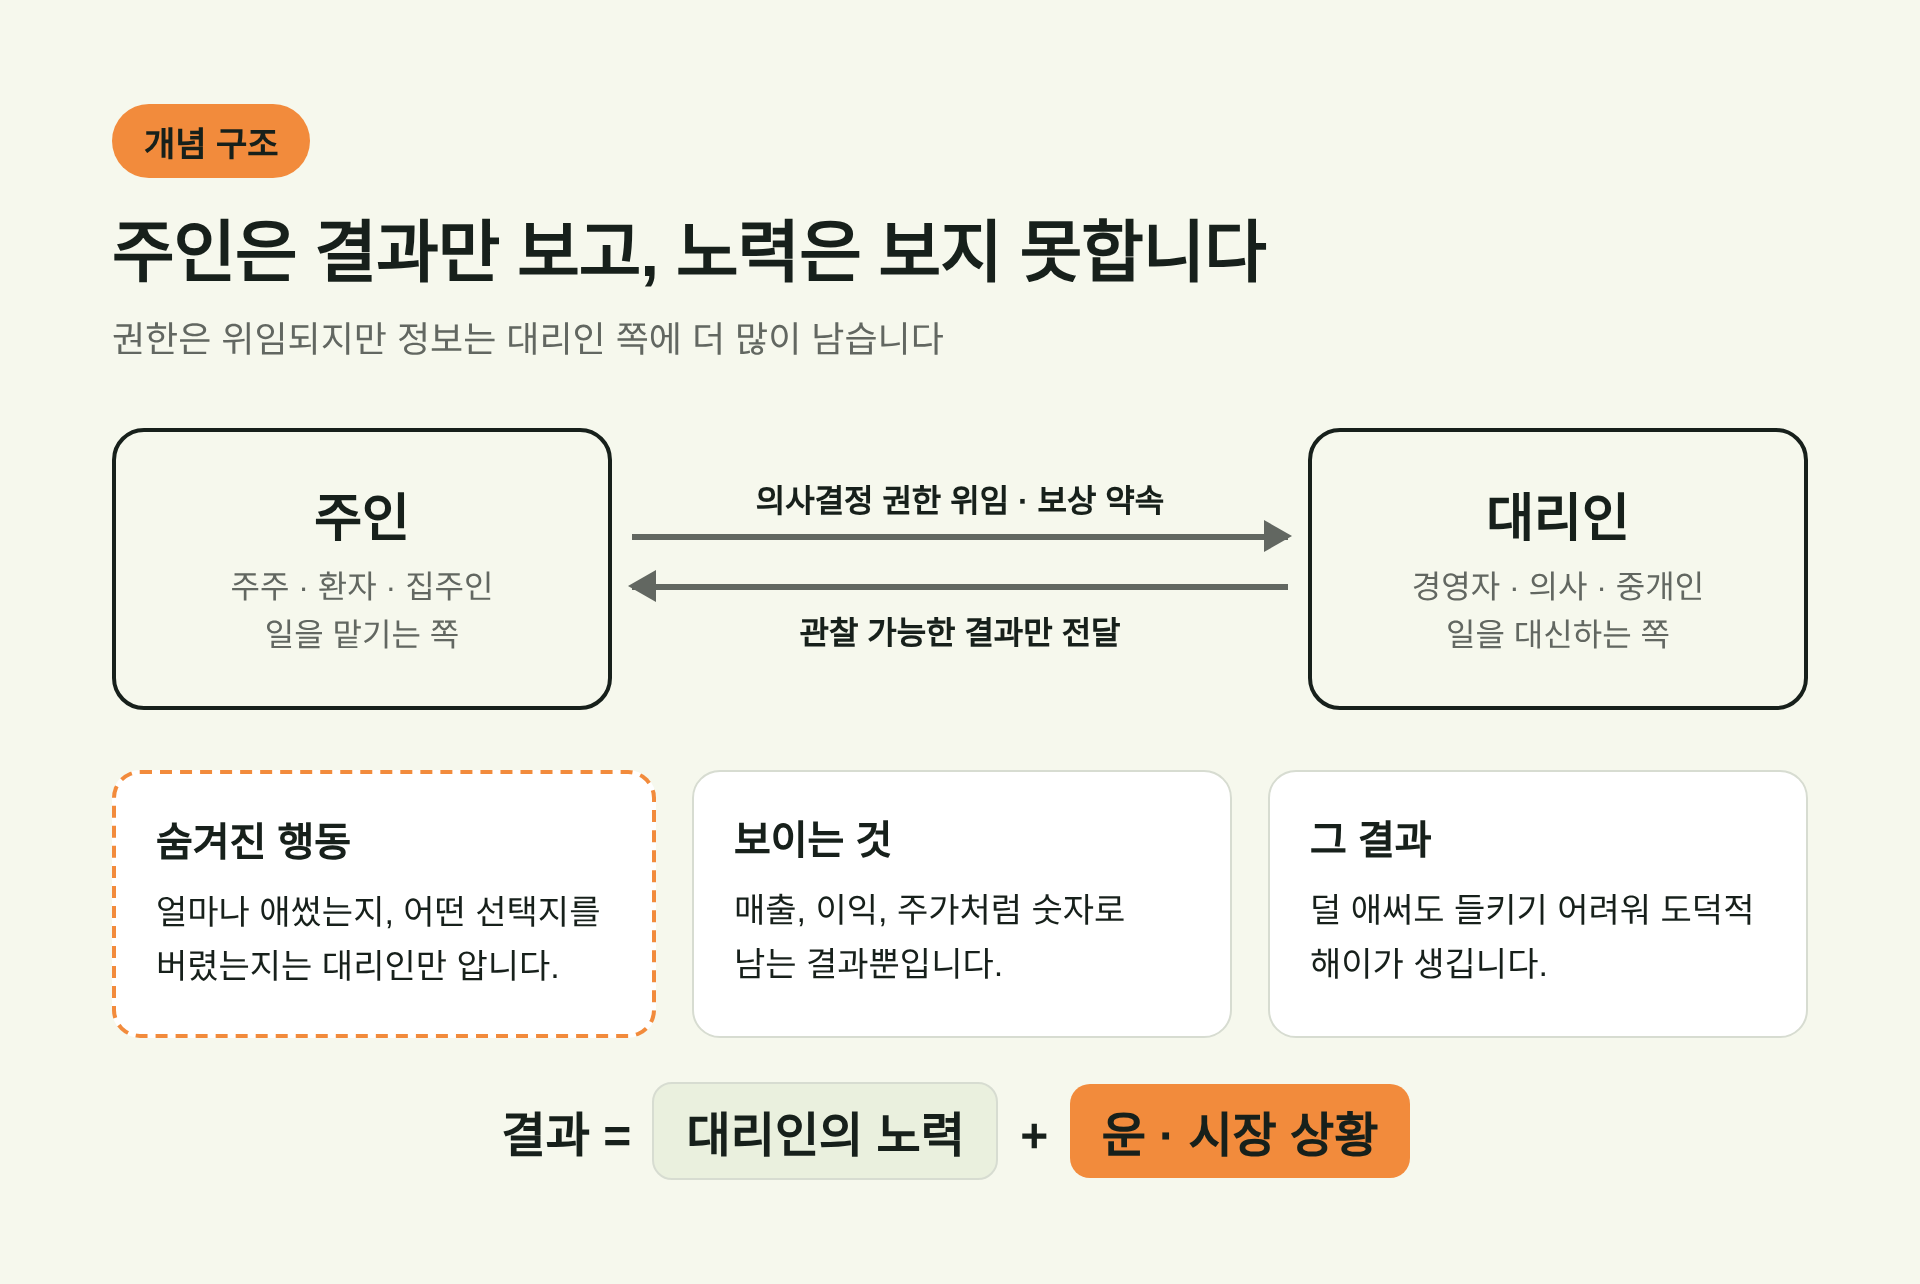 개념 구조
주인은 결과만 보고, 노력은 보지 못합니다
권한은 위임되지만 정보는 대리인 쪽에 더 많이 남습니다
주인
주주 · 환자 · 집주인
일을 맡기는 쪽
의사결정 권한 위임 · 보상 약속
관찰 가능한 결과만 전달
대리인
경영자 · 의사 · 중개인
일을 대신하는 쪽
숨겨진 행동
얼마나 애썼는지, 어떤 선택지를
버렸는지는 대리인만 압니다.
보이는 것
매출, 이익, 주가처럼 숫자로
남는 결과뿐입니다.
그 결과
덜 애써도 들키기 어려워 도덕적
해이가 생깁니다.
결과 = 대리인의 노력 + 운 · 시장 상황